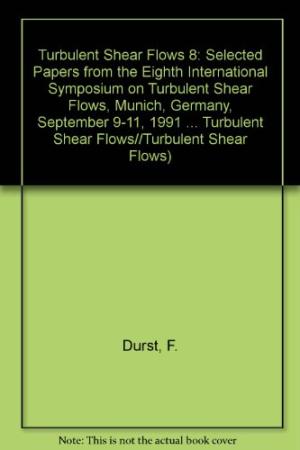 Turbulent Shear Flows 8: Selected
Papers from the Eighth International
Symposium on Turbulent Shear
Flows, Munich, Germany,
September 9-11, 1991 ... Turbulent
Shear Flows//Turbulent Shear
Flows)
Durst, F.
Note: This is not the actual book cover